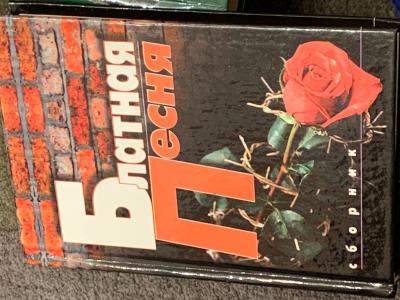 Блатная
Песня
сборник